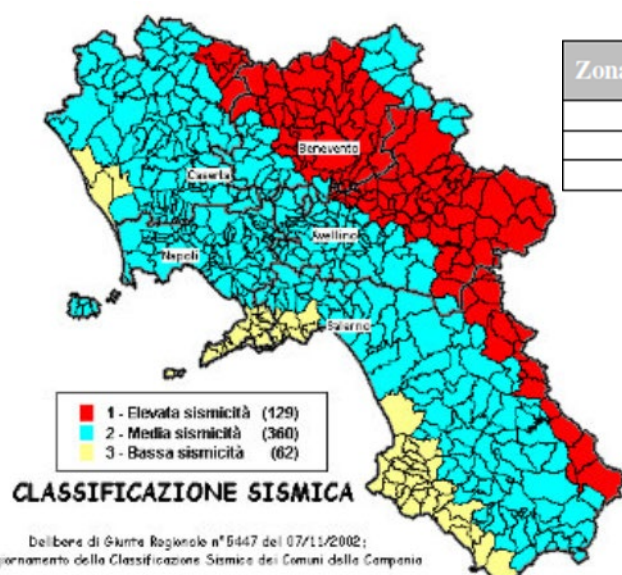 Zona
Benevento
Caserta
Avellino
Napoli
Salerno
1 - Elevata sismicità (129)
2 - Media sismicità (360)
3 - Bassa sismicità (62)
CLASSIFICAZIONE SISMICA
Delibera di Giunta Regionale n°5447 del 07/11/2002;
giornamento della Classificazione Sismica dei Comuni della Campania